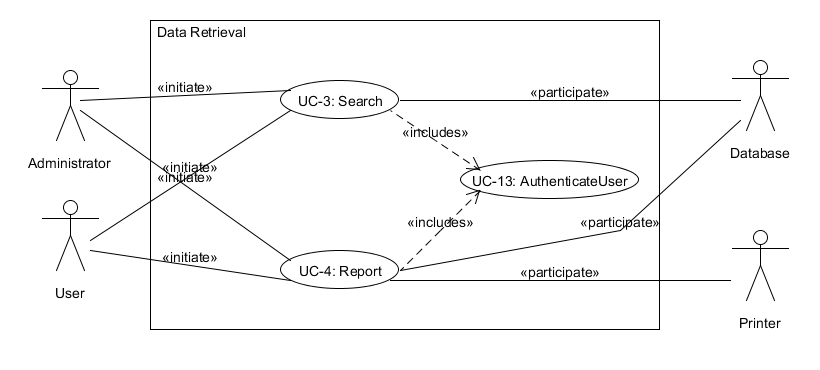 Data Retrieval
«initiate»
UC-3: Search
«participate»
«includes»
Administrator
Database
«initiate»
«initiate»
UC-13: AuthenticateUser
«includes»
«participate»
«initiate»
UC-4: Report
«participate»
User
Printer